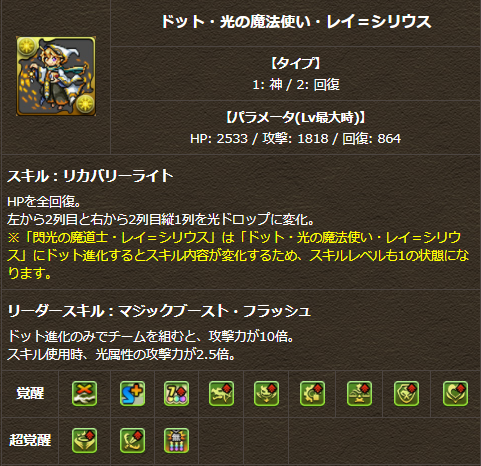 ドット・光の魔法使い・レイ=シリウス
【タイプ】
1: 神 / 2: 回復
【パラメータ(Lv最大時)】
HP: 2533 / 攻撃: 1818 / 回復: 864
スキル：リカバリーライト
HPを全回復。
左から2列目と右から2列目縦1列を光ドロップに変化。
※「閃光の魔道士・レイ=シリウス」は「ドット・光の魔法使い・レイ=シリウ
ス」にドット進化するとスキル内容が変化するため、スキルレベルも1の状態にな
ります。
リーダースキル：マジックブースト・フラッシュ
ドット進化のみでチームを組むと、攻撃力が10倍。
スキル使用時、光属性の攻撃力が2.5倍。
覚醒
超覚醒